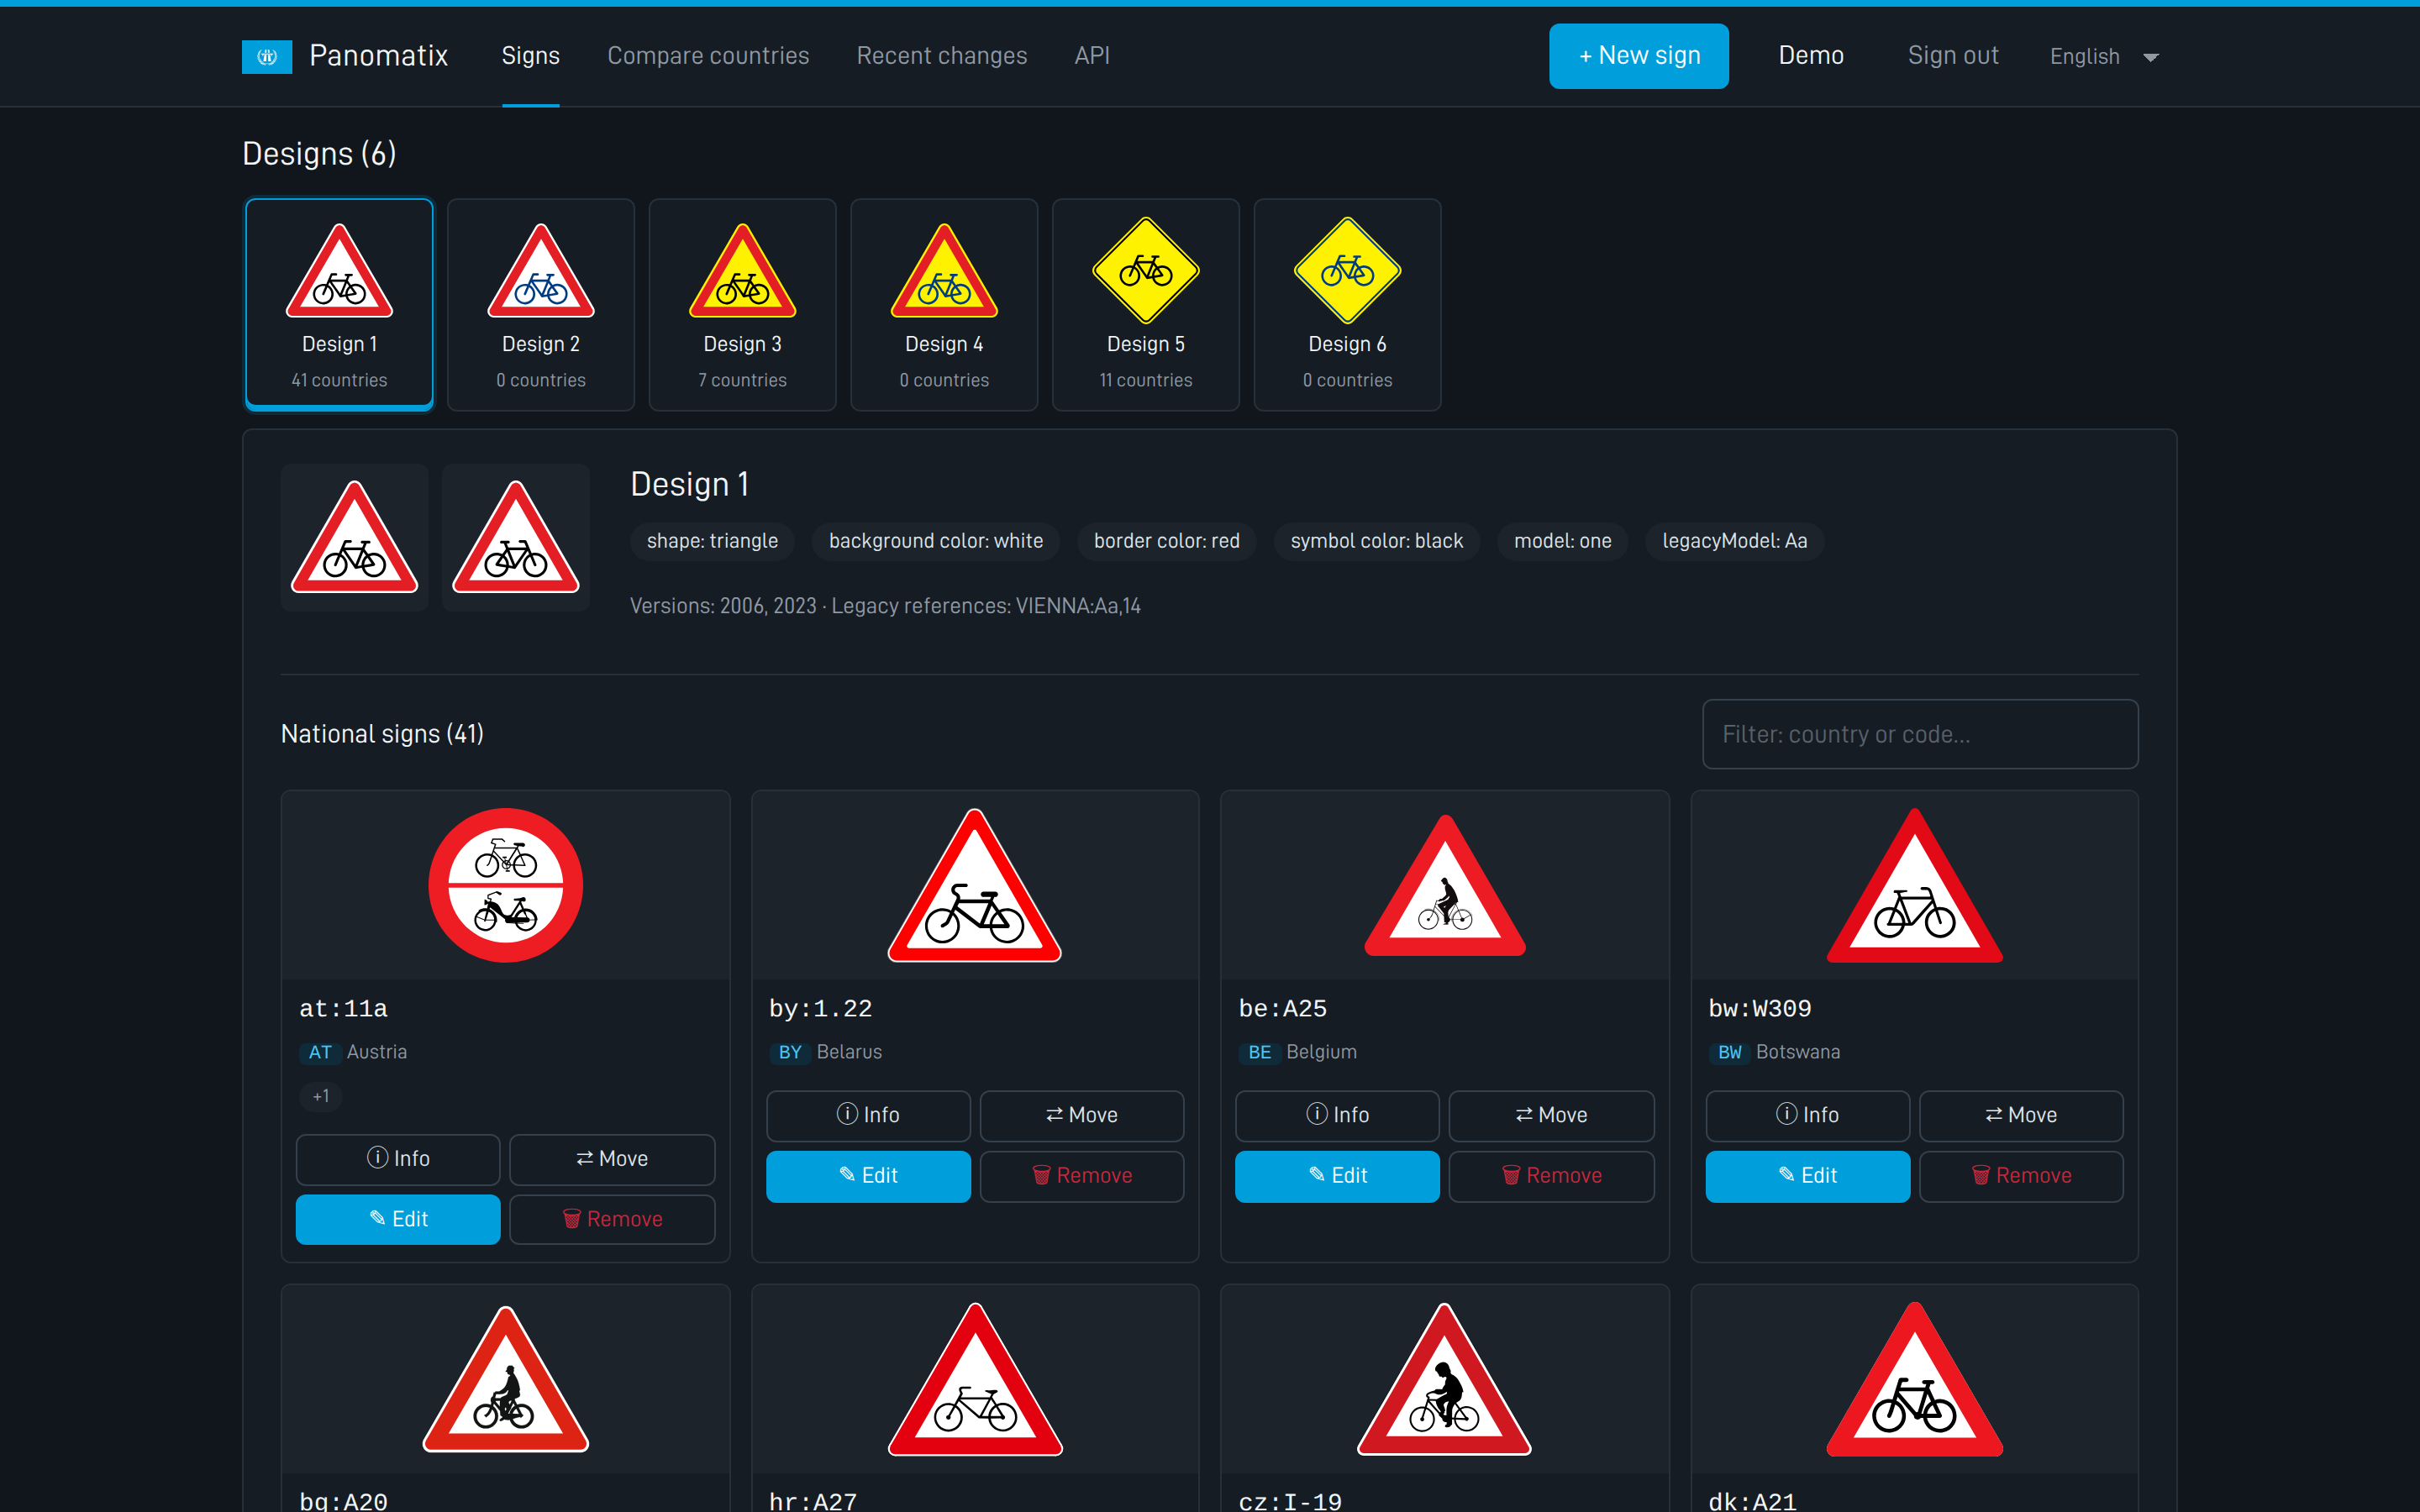 Panomatix Signs Compare countries Recent changes API + New sign Demo Sign out English
Designs (6)
Design 1 Design 2 Design 3 Design 4 Design 5 Design 6
41 countries 0 countries 7 countries 0 countries 11 countries 0 countries
Design 1
shape: triangle background color: white border color: red symbol color: black model: one legacyModel: Aa
Versions: 2006, 2023 · Legacy references: VIENNA:Aa,14
National signs (41) Filter: country or code...
at:11a by:1.22 be:A25 bw:W309
AT Austria BY Belarus BE Belgium BW Botswana
+1
ⓘ Info ⇄ Move ⓘ Info ⇄ Move ⓘ Info ⇄ Move
ⓘ Info ⇄ Move
✎ Edit Remove ✎ Edit Remove ✎ Edit Remove
✎ Edit Remove
bg:A20 hr:A27 cz:I-19 dk:A21